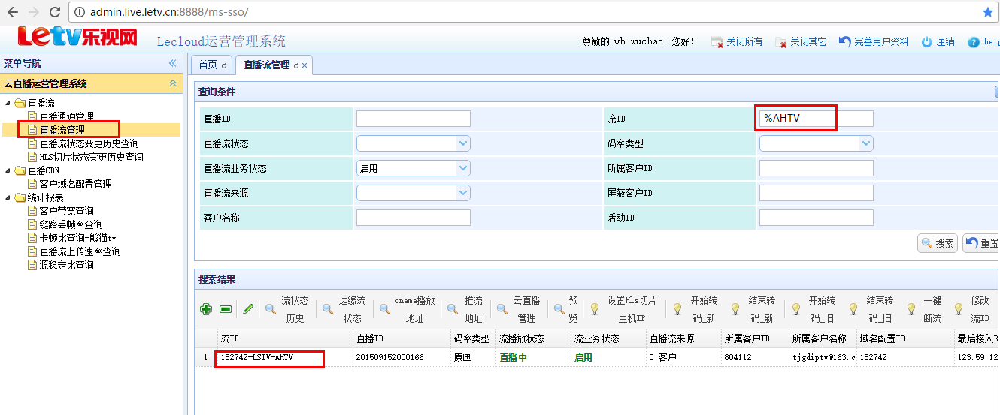 admin.live.letv.cn:8888/ms-sso/
Letv乐视网 Lecloud运营管理系统 尊敬的 wb-wuchao 您好! 关闭所有 关闭其它 完善用户资料 注销 help
菜单导航
云直播运营管理系统
直播流
直播通道管理
直播流管理
直播流状态变更历史查询
HLS切片状态变更历史查询
直播CDN
客户域名配置管理
统计报表
客户带宽查询
链路丢帧率查询
卡顿比查询-熊猫tv
直播流上传速率查询
源稳定比查询
首页 直播流管理
查询条件
直播ID 流ID %AHTV
直播流状态 码率类型
直播流业务状态 启用 所属客户ID
直播流来源 屏蔽客户ID
客户名称 活动ID
搜索 重置
搜索结果
流状态历史 边缘流状态 cname播放地址 推流地址 云直播管理 预览 设置Hls切片主机IP 开始转码_新 结束转码_新 开始转码_旧 结束转码_旧 一键断流 修改流ID
流ID 直播ID 码率类型 流播放状态 流业务状态 直播流来源 所属客户ID 所属客户名称 域名配置ID 最后接入R
1 152742-LSTV-AHTV 201509152000166 原画 直播中 启用 0 客户 804112 tjgdiptv@163.c 152742 123.59.12